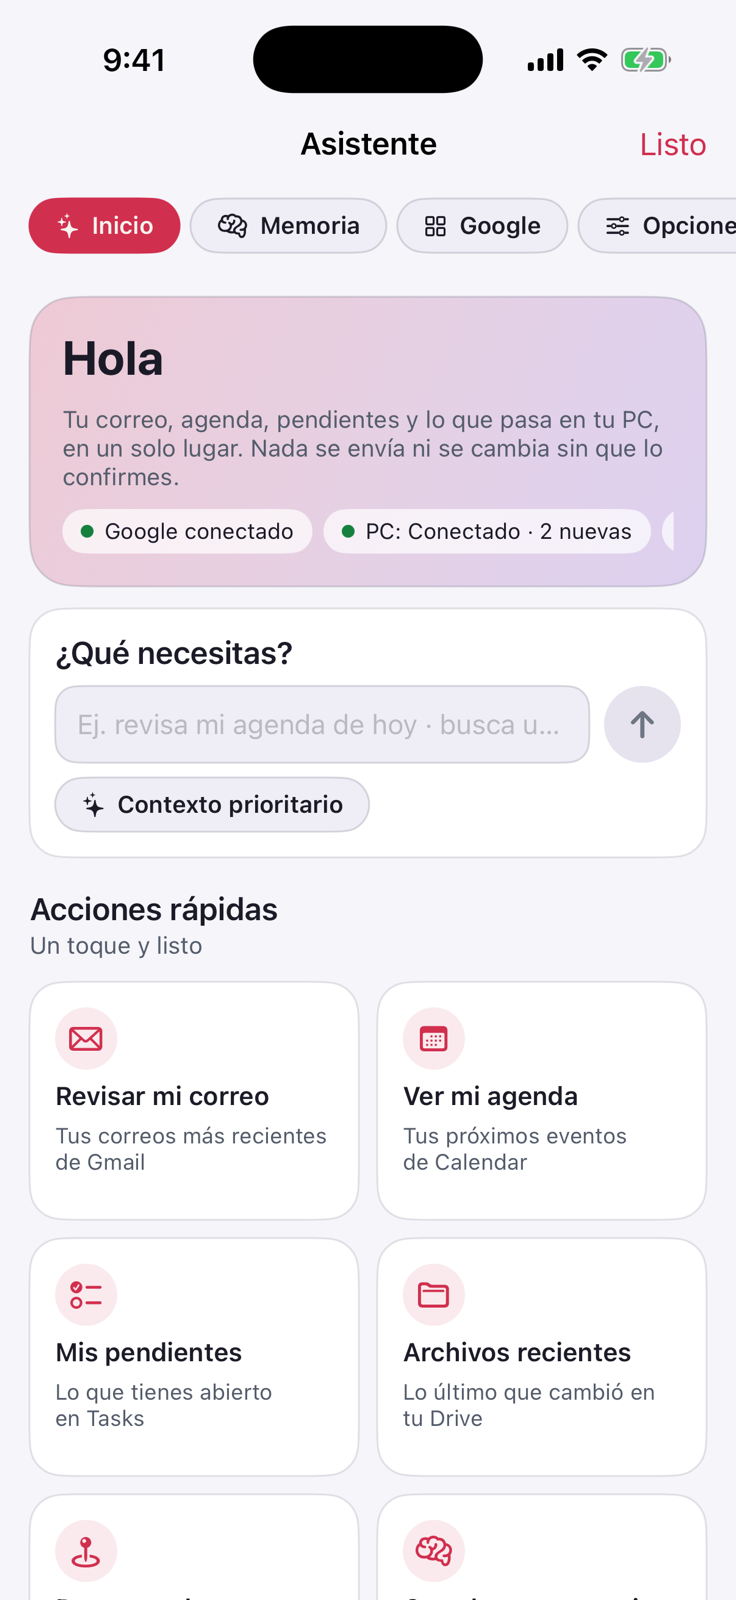 9:41
Asistente
Listo
Inicio
Memoria
Google
Opcione
Hola
Tu correo, agenda, pendientes y lo que pasa en tu PC,
en un solo lugar. Nada se envía ni se cambia sin que lo
confirmes.
Google conectado
PC: Conectado · 2 nuevas
¿Qué necesitas?
Ej. revisa mi agenda de hoy · busca u...
Contexto prioritario
Acciones rápidas
Un toque y listo
Revisar mi correo
Tus correos más recientes
de Gmail
Ver mi agenda
Tus próximos eventos
de Calendar
Mis pendientes
Lo que tienes abierto
en Tasks
Archivos recientes
Lo último que cambió en
tu Drive